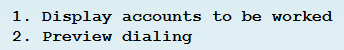 1. Display accounts to be worked
2. Preview dialing